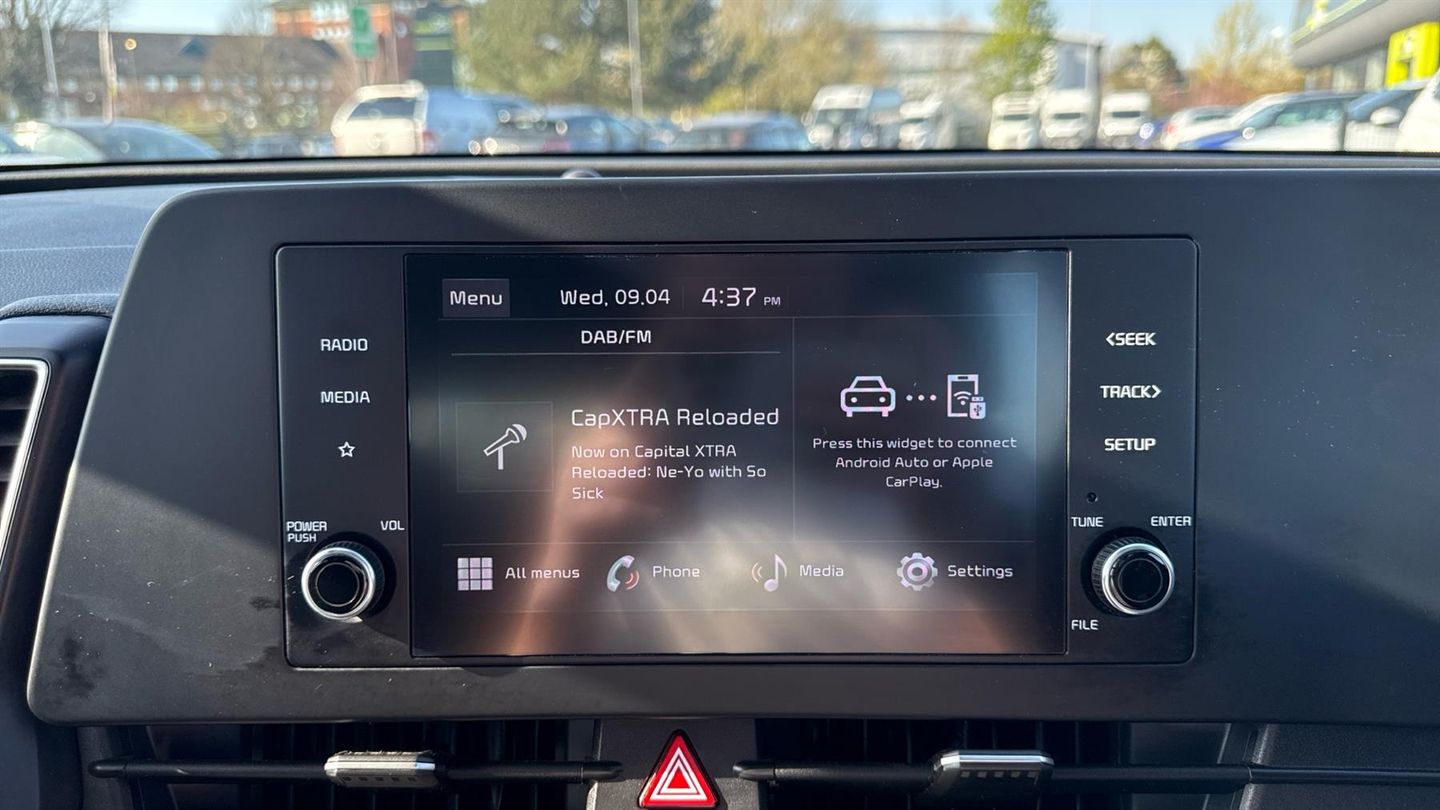 Menu
Wed, 09.04
4:37 PM
DAB/FM
CapXTRA Reloaded
Now on Capital XTRA
Reloaded: Ne-Yo with So
Sick
Press this widget to connect
Android Auto or Apple
CarPlay.
All menus
Phone
Media
Settings
RADIO
MEDIA
POWER
PUSH
VOL
<SEEK
TRACK>
SETUP
TUNE
ENTER
FILE